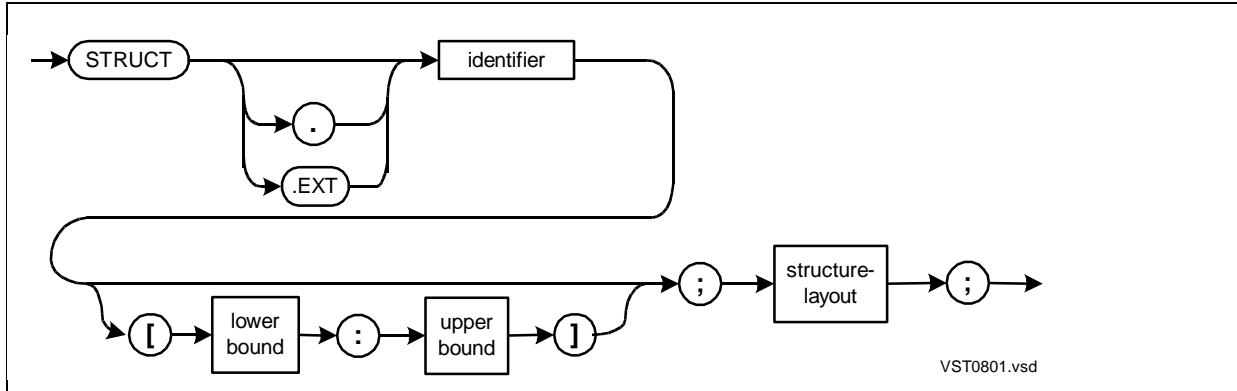 STRUCT
identifier
.
.EXT
[
lower
bound
:
upper
bound
]
;
structure-
layout
;
VST0801.vsd